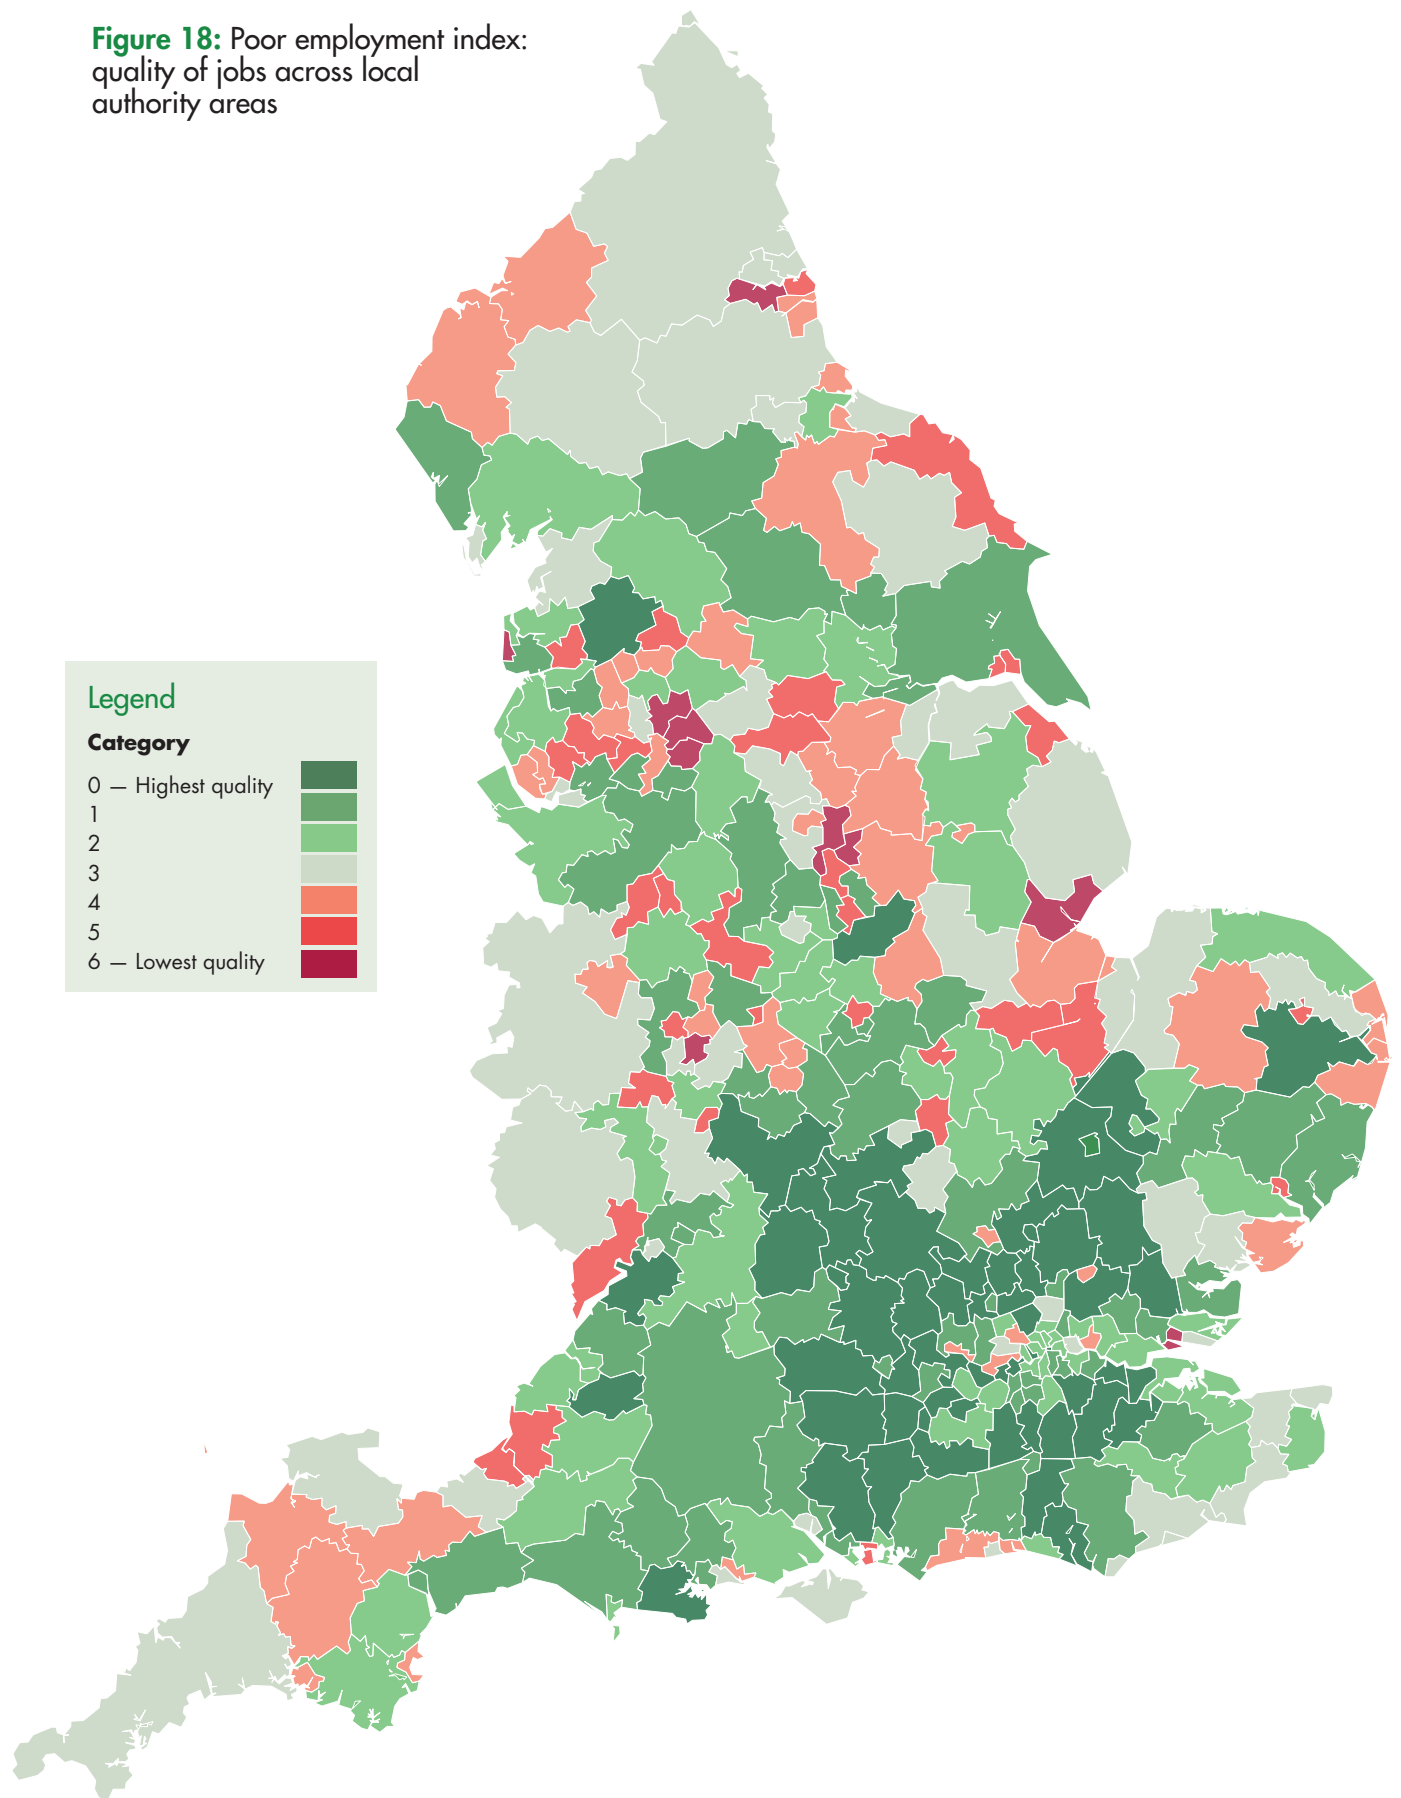 Figure 18: Poor employment index:
quality of jobs across local
authority areas
Legend
Category
0 — Highest quality
1
2
3
4
5
6 — Lowest quality